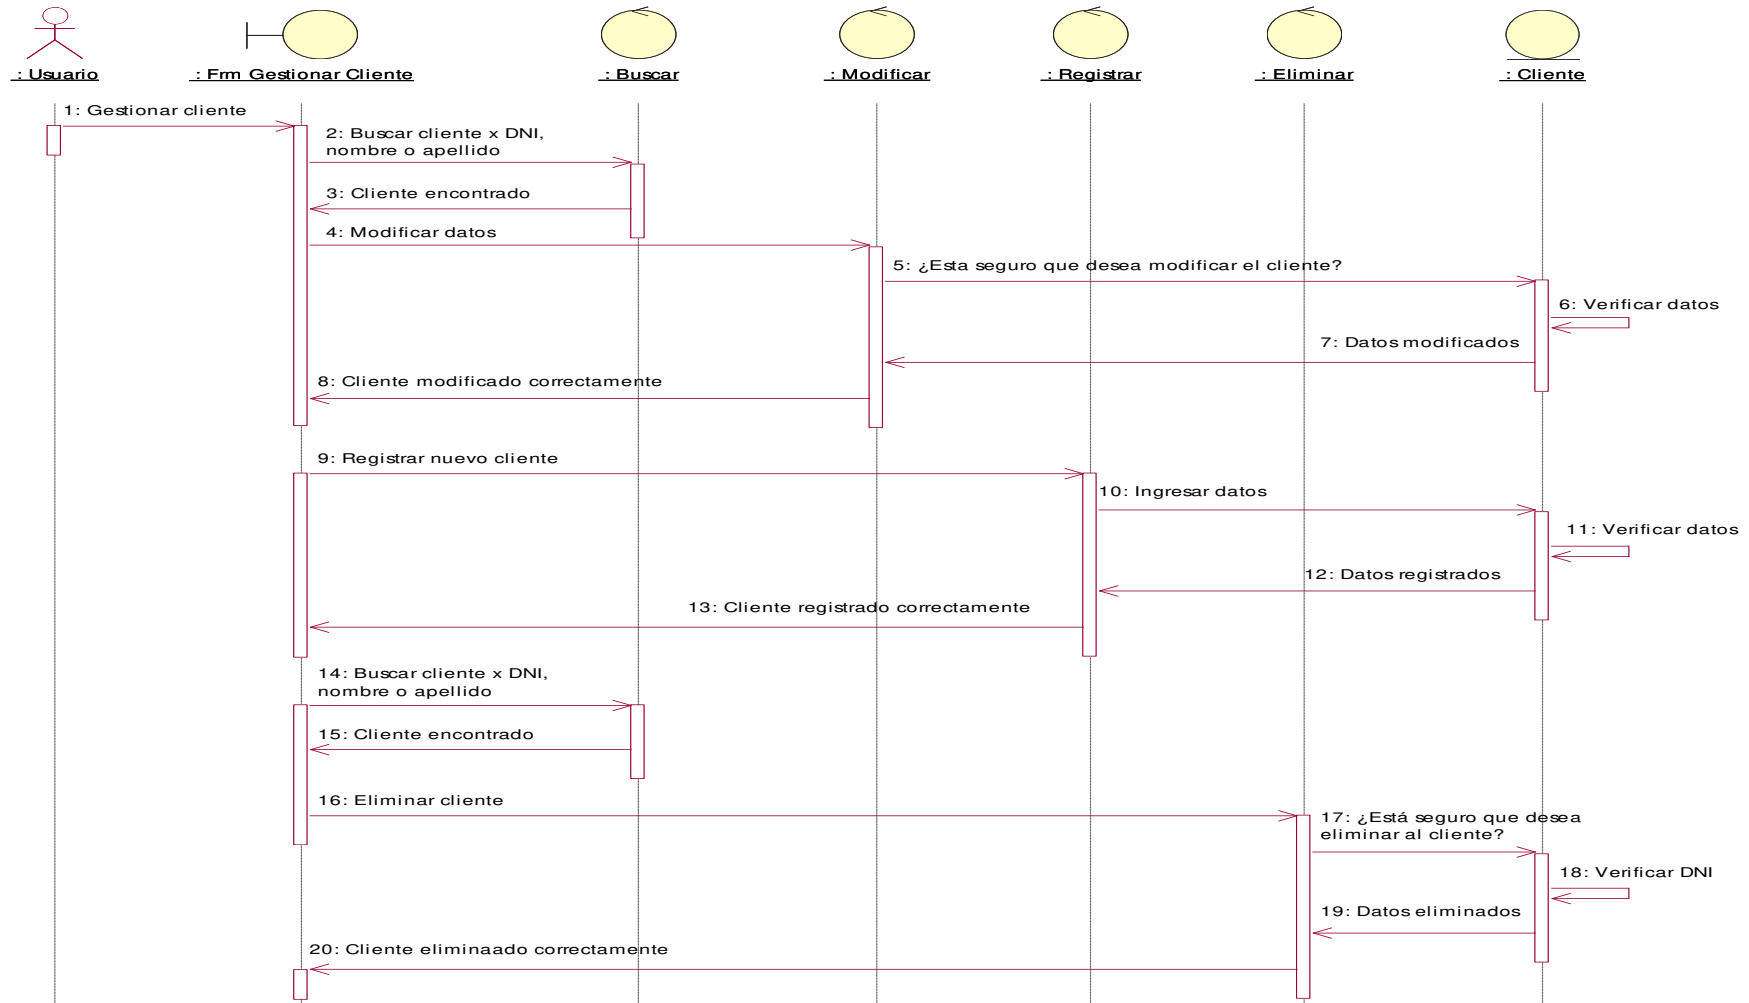 : Usuario
: Frm Gestionar Cliente
: Buscar
: Modificar
: Registrar
: Eliminar
: Cliente
1: Gestionar cliente
2: Buscar cliente x DNI,
nombre o apellido
3: Cliente encontrado
4: Modificar datos
5: ¿Esta seguro que desea modificar el cliente?
6: Verificar datos
7: Datos modificados
8: Cliente modificado correctamente
9: Registrar nuevo cliente
10: Ingresar datos
11: Verificar datos
12: Datos registrados
13: Cliente registrado correctamente
14: Buscar cliente x DNI,
nombre o apellido
15: Cliente encontrado
16: Eliminar cliente
17: ¿Está seguro que desea
eliminar al cliente?
18: Verificar DNI
19: Datos eliminados
20: Cliente eliminaado correctamente